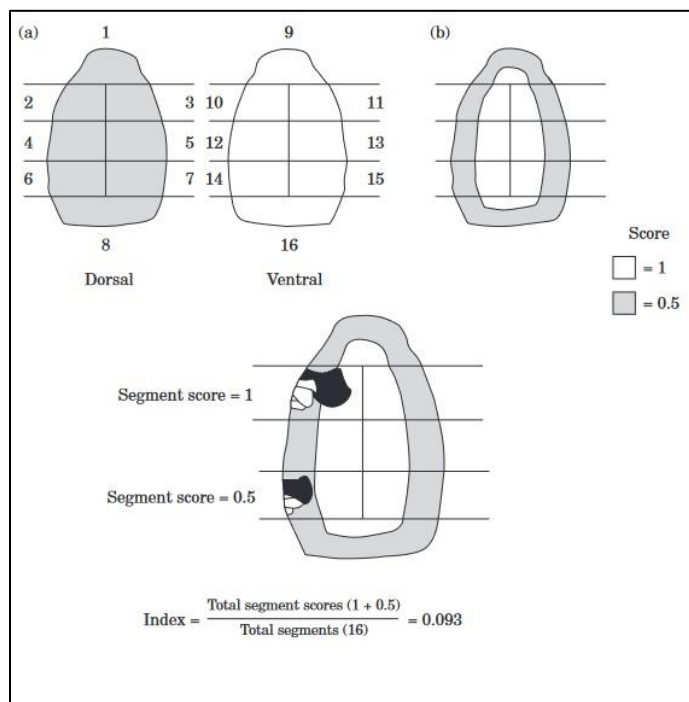 (a) 1 9 (b)
2 3 10 11
4 5 12 13
6 7 14 15
8 16
Dorsal Ventral
Score
= 1
= 0.5
Segment score = 1
Segment score = 0.5
Index = Total segment scores (1 + 0.5) / Total segments (16) = 0.093